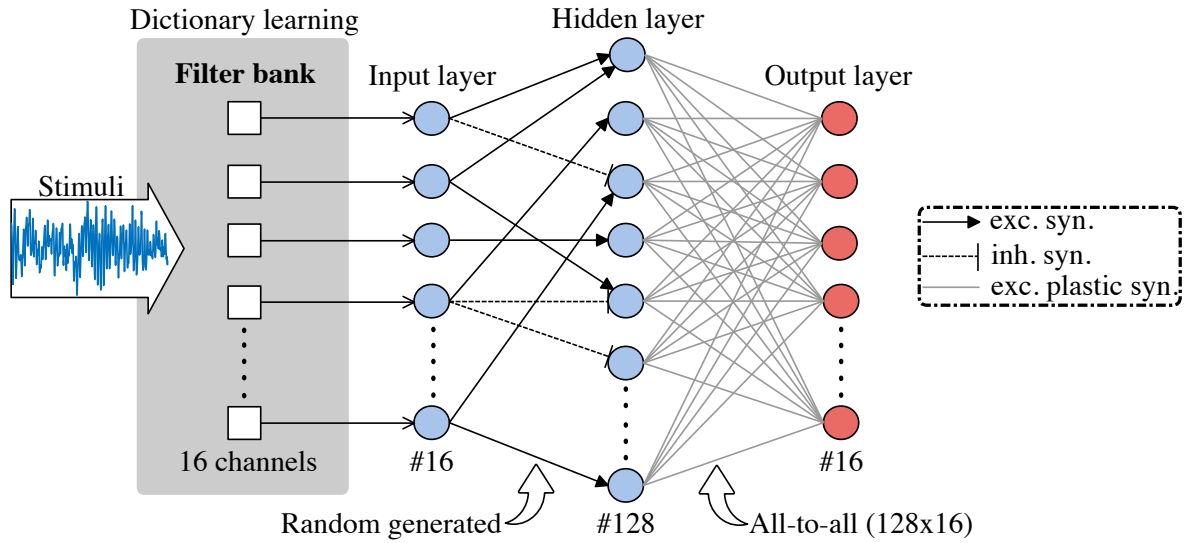 Dictionary learning
Hidden layer
Filter bank
Input layer
Output layer
Stimuli
exc. syn.
inh. syn.
exc. plastic syn.
16 channels
#16
#16
Random generated
#128
All-to-all (128x16)